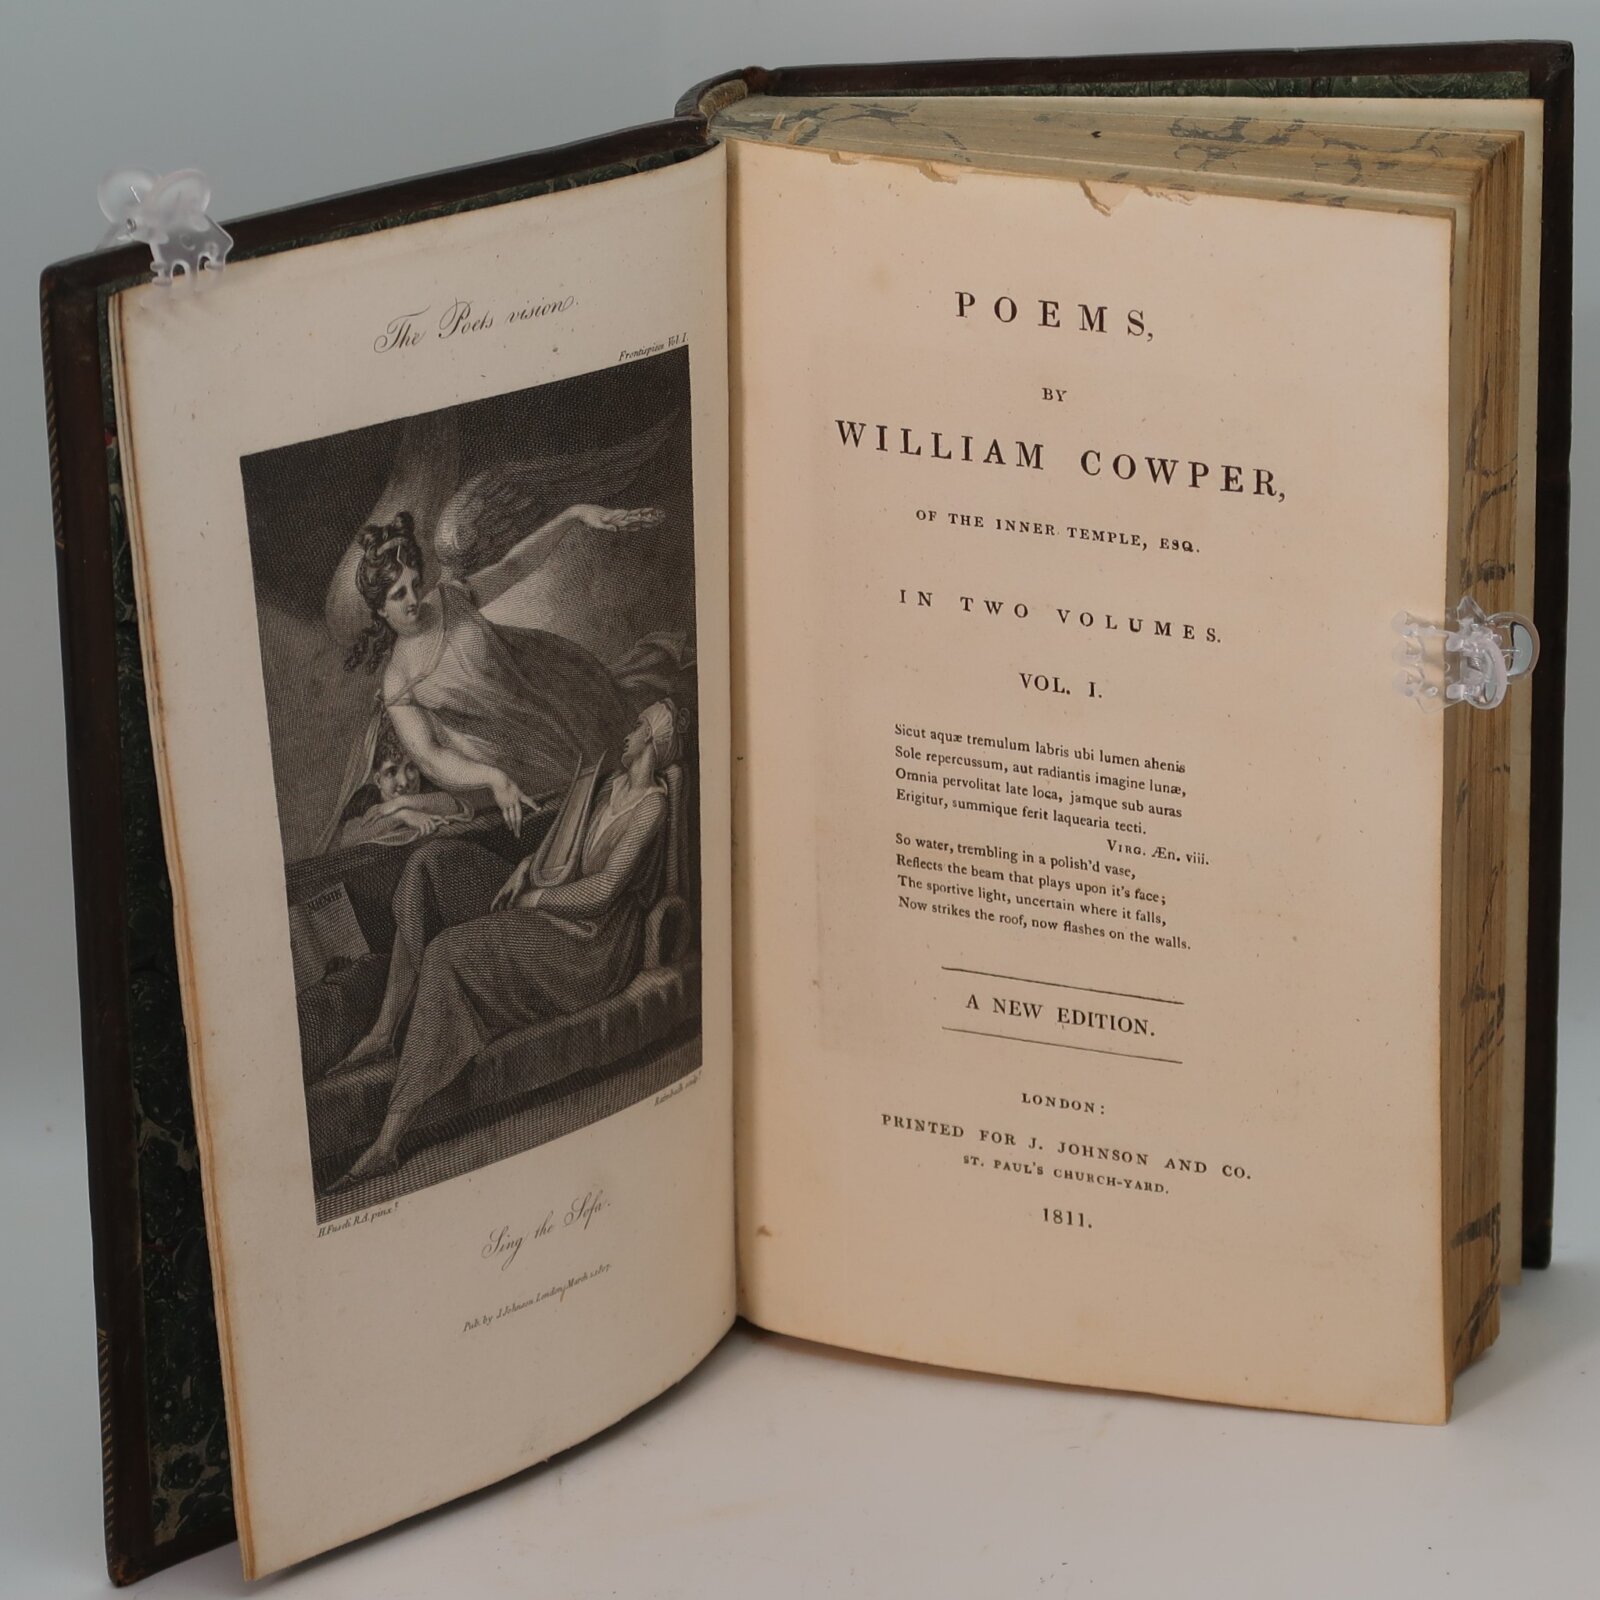 The Poets vision.
Frontispiece Vol. I.
H. Fuseli R.A. pinx.t
Raimbach sculp.t
Sing the Sofa.
Pub. by J. Johnson London, March 1, 1807.
POEMS,
BY
WILLIAM COWPER,
OF THE INNER TEMPLE, ESQ.
IN TWO VOLUMES.
VOL. I.
Sicut aquæ tremulum labris ubi lumen ahenis
Sole repercussum, aut radiantis imagine lunæ,
Omnia pervolitat late loca, jamque sub auras
Erigitur, summique ferit laquearia tecti.
VIRG. ÆN. viii.
So water, trembling in a polish'd vase,
Reflects the beam that plays upon it's face;
The sportive light, uncertain where it falls,
Now strikes the roof, now flashes on the walls.
A NEW EDITION.
LONDON:
PRINTED FOR J. JOHNSON AND CO.
ST. PAUL'S CHURCH-YARD.
1811.